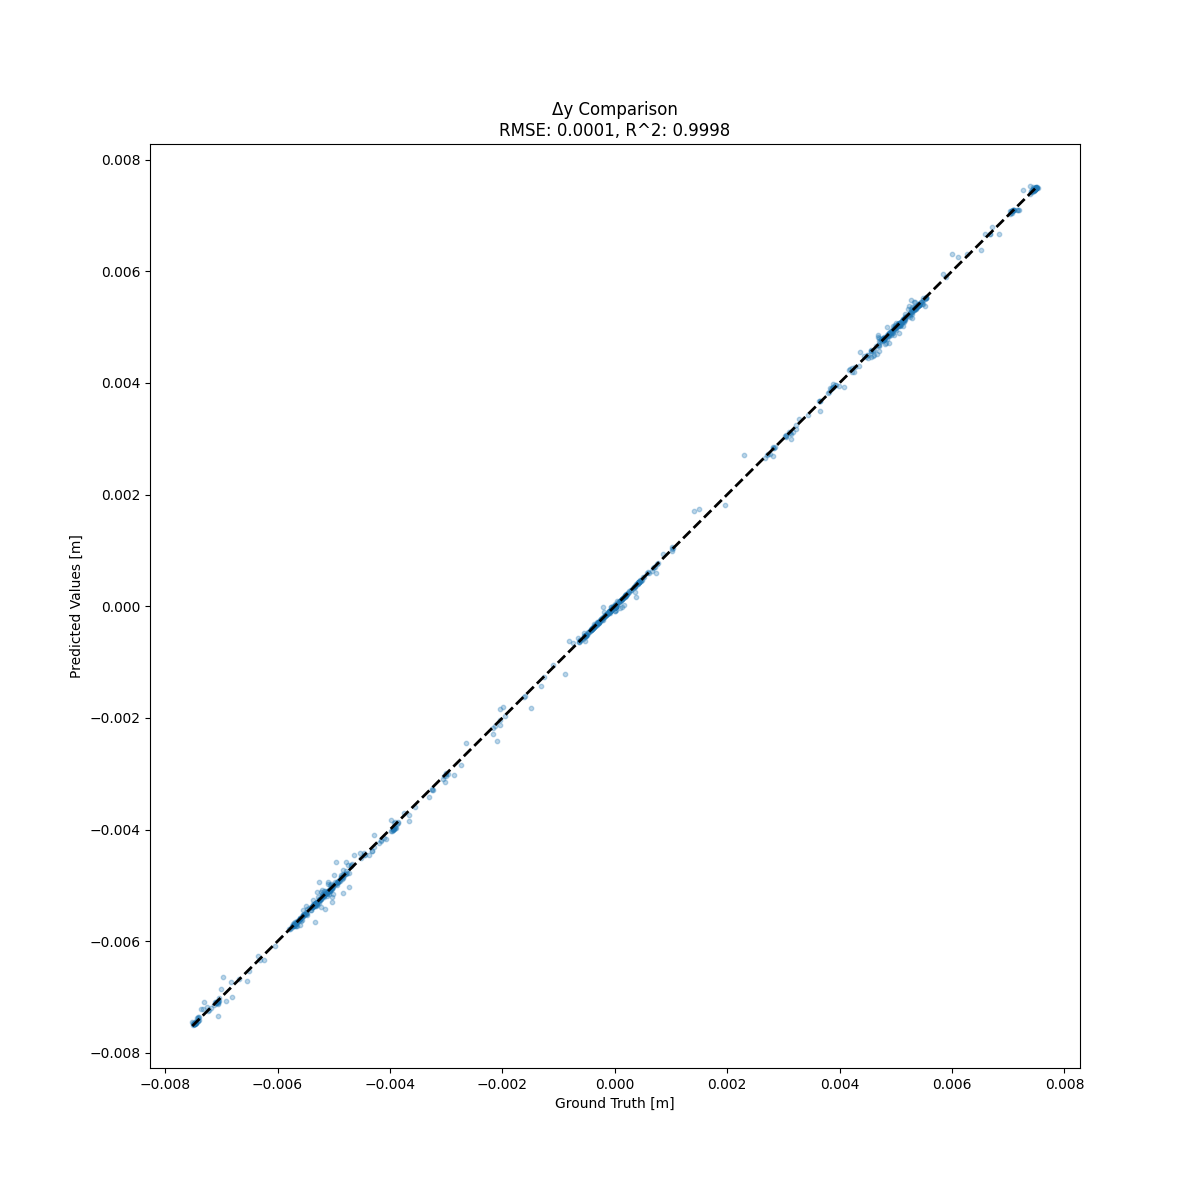 Δy Comparison
RMSE: 0.0001, R^2: 0.9998
0.008
0.006
0.004
0.002
0.000
−0.002
−0.004
−0.006
−0.008
Predicted Values [m]
−0.008 −0.006 −0.004 −0.002 0.000 0.002 0.004 0.006 0.008
Ground Truth [m]